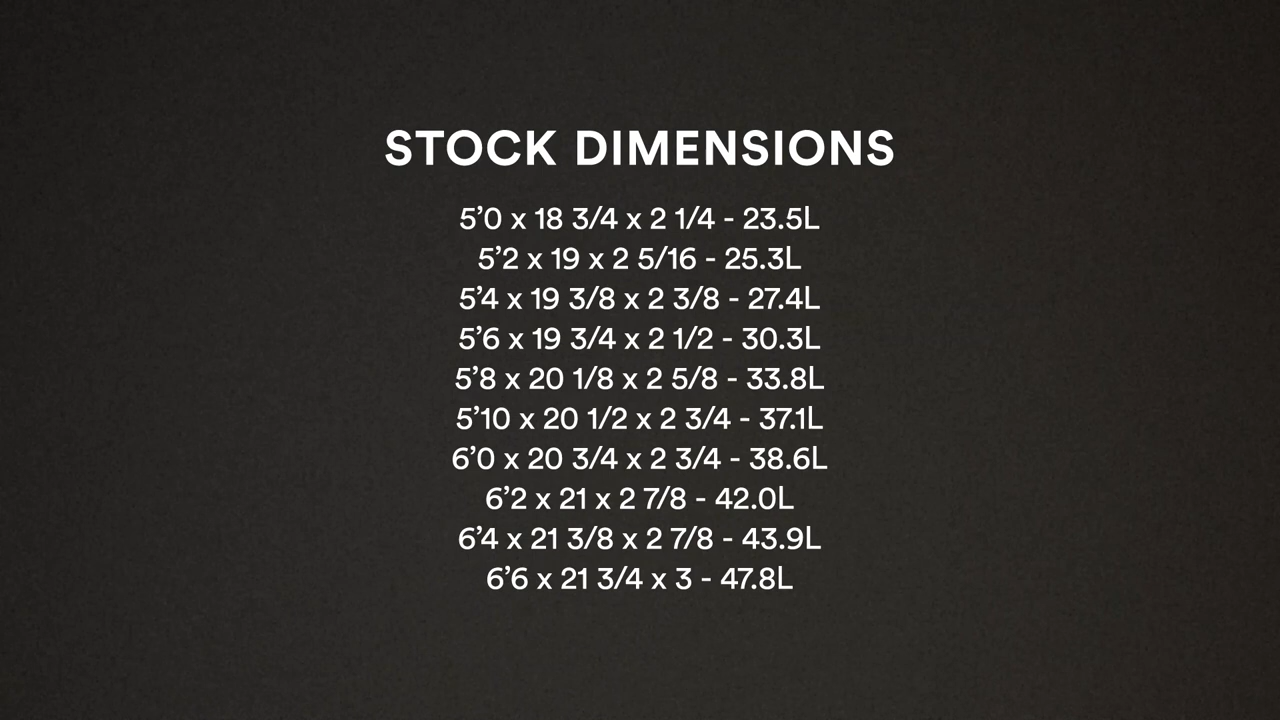 STOCK DIMENSIONS
5’0 x 18 3/4 x 2 1/4 - 23.5L
5’2 x 19 x 2 5/16 - 25.3L
5’4 x 19 3/8 x 2 3/8 - 27.4L
5’6 x 19 3/4 x 2 1/2 - 30.3L
5’8 x 20 1/8 x 2 5/8 - 33.8L
5’10 x 20 1/2 x 2 3/4 - 37.1L
6’0 x 20 3/4 x 2 3/4 - 38.6L
6’2 x 21 x 2 7/8 - 42.0L
6’4 x 21 3/8 x 2 7/8 - 43.9L
6’6 x 21 3/4 x 3 - 47.8L